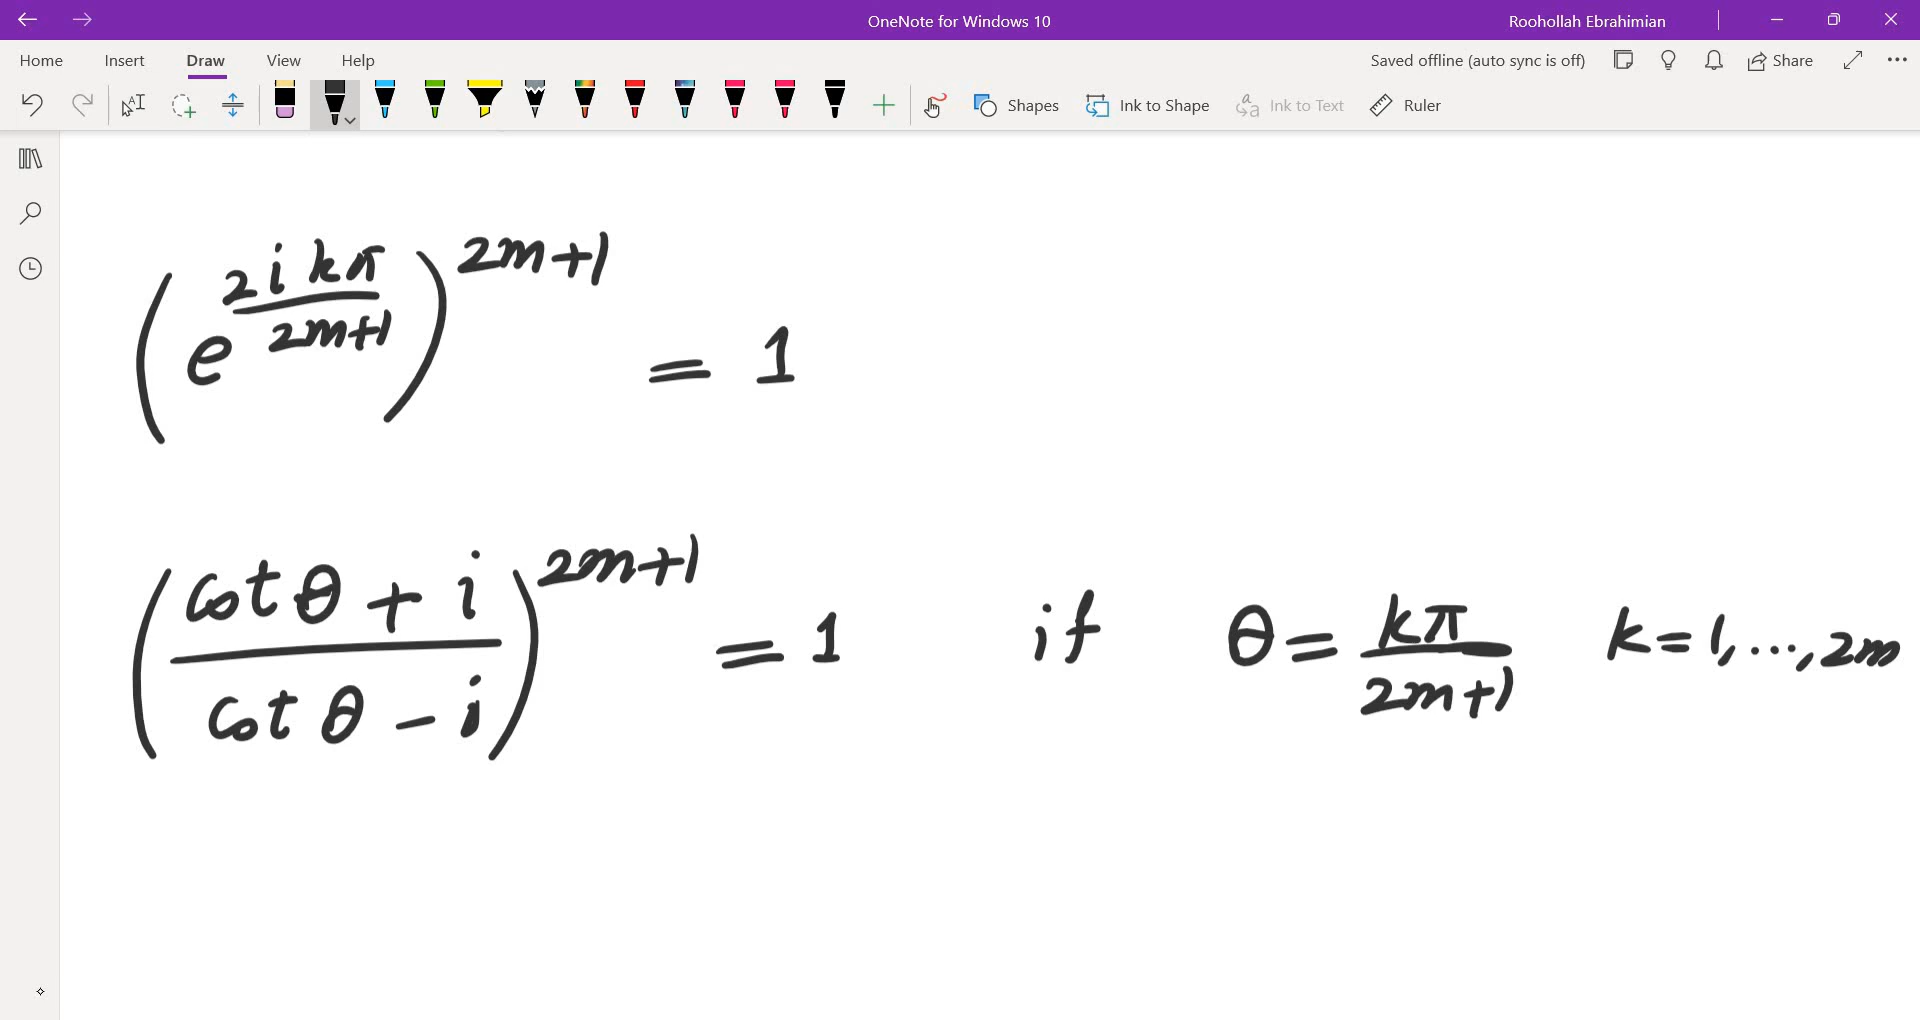 OneNote for Windows 10 Roohollah Ebrahimian
Home Insert Draw View Help Saved offline (auto sync is off) Share
Shapes Ink to Shape Ink to Text Ruler
(e^(2ikπ/(2m+1)))^(2m+1) = 1
((cot θ + i)/(cot θ - i))^(2m+1) = 1 if θ = kπ/(2m+1) k = 1, ..., 2m